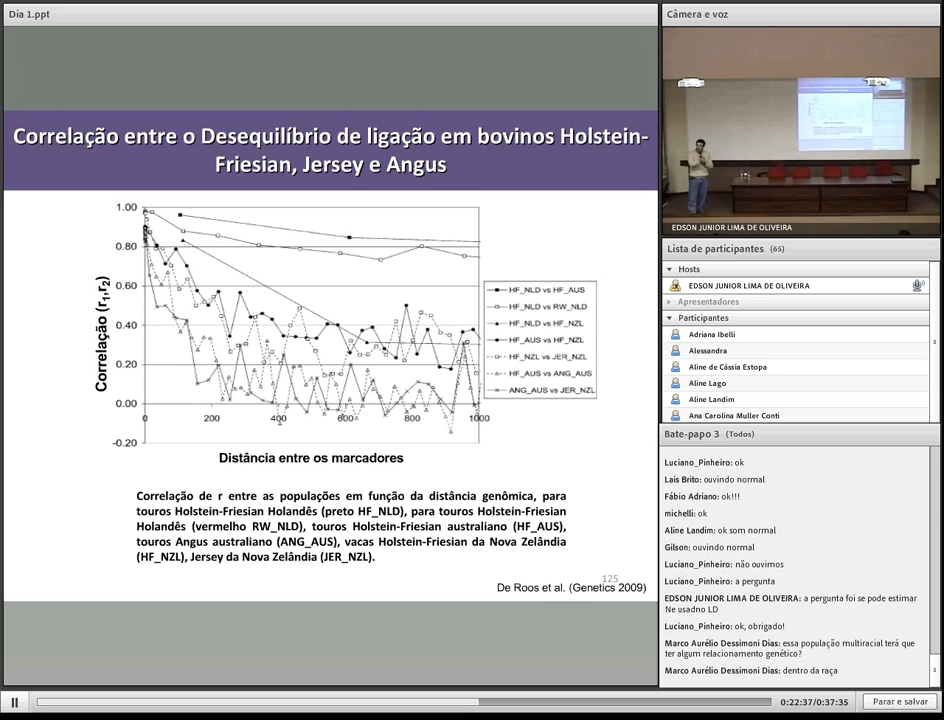 Dia 1.ppt
Correlação entre o Desequilíbrio de ligação em bovinos Holstein-
Friesian, Jersey e Angus
Correlação (r1,r2)
1.00
0.80
0.60
0.40
0.20
0.00
-0.20
0
200
400
600
800
1000
Distância entre os marcadores
HF_NLD vs HF_AUS
HF_NLD vs RW_NLD
HF_NLD vs HF_NZL
HF_AUS vs HF_NZL
HF_NZL vs JER_NZL
HF_AUS vs ANG_AUS
ANG_AUS vs JER_NZL
Correlação de r entre as populações em função da distância genômica, para
touros Holstein-Friesian Holandês (preto HF_NLD), para touros Holstein-Friesian
Holandês (vermelho RW_NLD), touros Holstein-Friesian australiano (HF_AUS),
touros Angus australiano (ANG_AUS), vacas Holstein-Friesian da Nova Zelândia
(HF_NZL), Jersey da Nova Zelândia (JER_NZL).
125
De Roos et al. (Genetics 2009)
Câmera e voz
EDSON JUNIOR LIMA DE OLIVEIRA
Lista de participantes (65)
Hosts
EDSON JUNIOR LIMA DE OLIVEIRA
Apresentadores
Participantes
Adriana Ibelli
Alessandra
Aline de Cássia Estopa
Aline Lago
Aline Landim
Ana Carolina Muller Conti
Bate-papo 3 (Todos)
Luciano_Pinheiro: ok
Lais Brito: ouvindo normal
Fábio Adriano: ok!!!
michelli: ok
Aline Landim: ok som normal
Gilson: ouvindo normal
Luciano_Pinheiro: não ouvimos
Luciano_Pinheiro: a pergunta
EDSON JUNIOR LIMA DE OLIVEIRA: a pergunta foi se pode estimar
Ne usadno LD
Luciano_Pinheiro: ok, obrigado!
Marco Aurélio Dessimoni Dias: essa população multiracial terá que
ter algum relacionamento genético?
Marco Aurélio Dessimoni Dias: dentro da raça
0:22:37/0:37:35
Parar e salvar